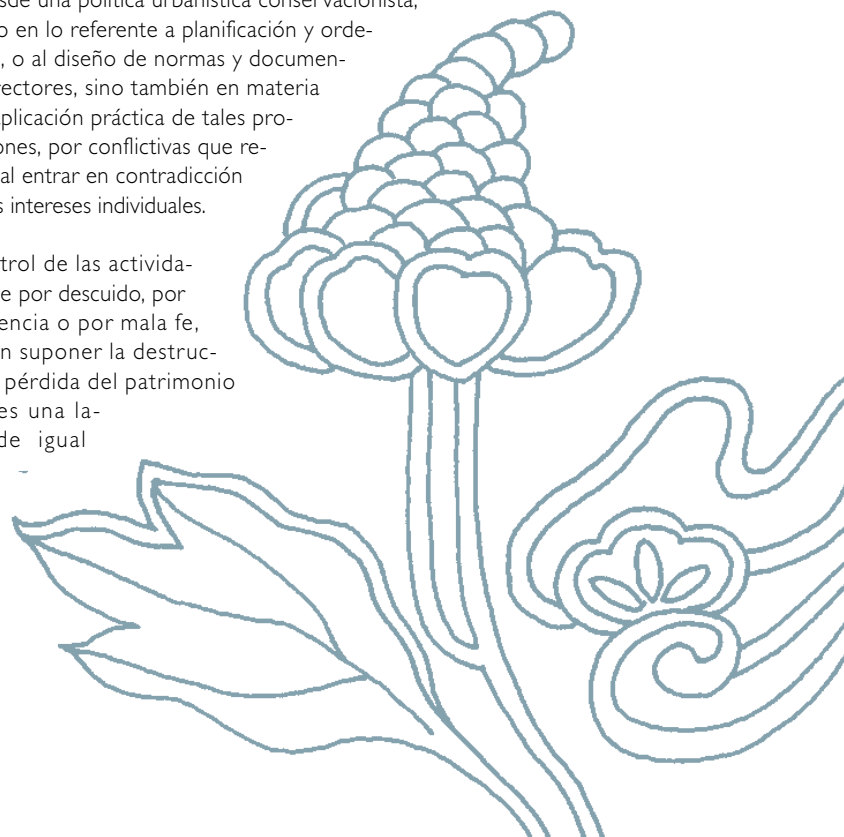 sde una política urbanística conservacionista,
o en lo referente a planificación y orde-
, o al diseño de normas y documen-
ectores, sino también en materia
plicación práctica de tales pro-
ones, por conflictivas que re-
al entrar en contradicción
s intereses individuales.
trol de las activida-
e por descuido, por
encia o por mala fe,
n suponer la destruc-
pérdida del patrimonio
es una la-
de igual